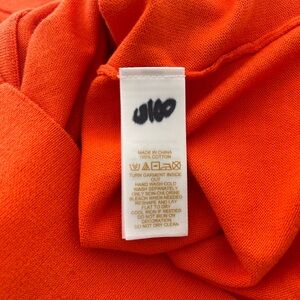 MADE IN CHINA
100% COTTON
TURN GARMENT INSIDE
OUT
HAND WASH COLD
WASH SEPARATELY
ONLY NON-CHLORINE
BLEACH WHEN NEEDED
RESHAPE AND LAY
FLAT TO DRY
COOL IRON IF NEEDED
DO NOT IRON ON
DECORATION
DO NOT DRY CLEAN